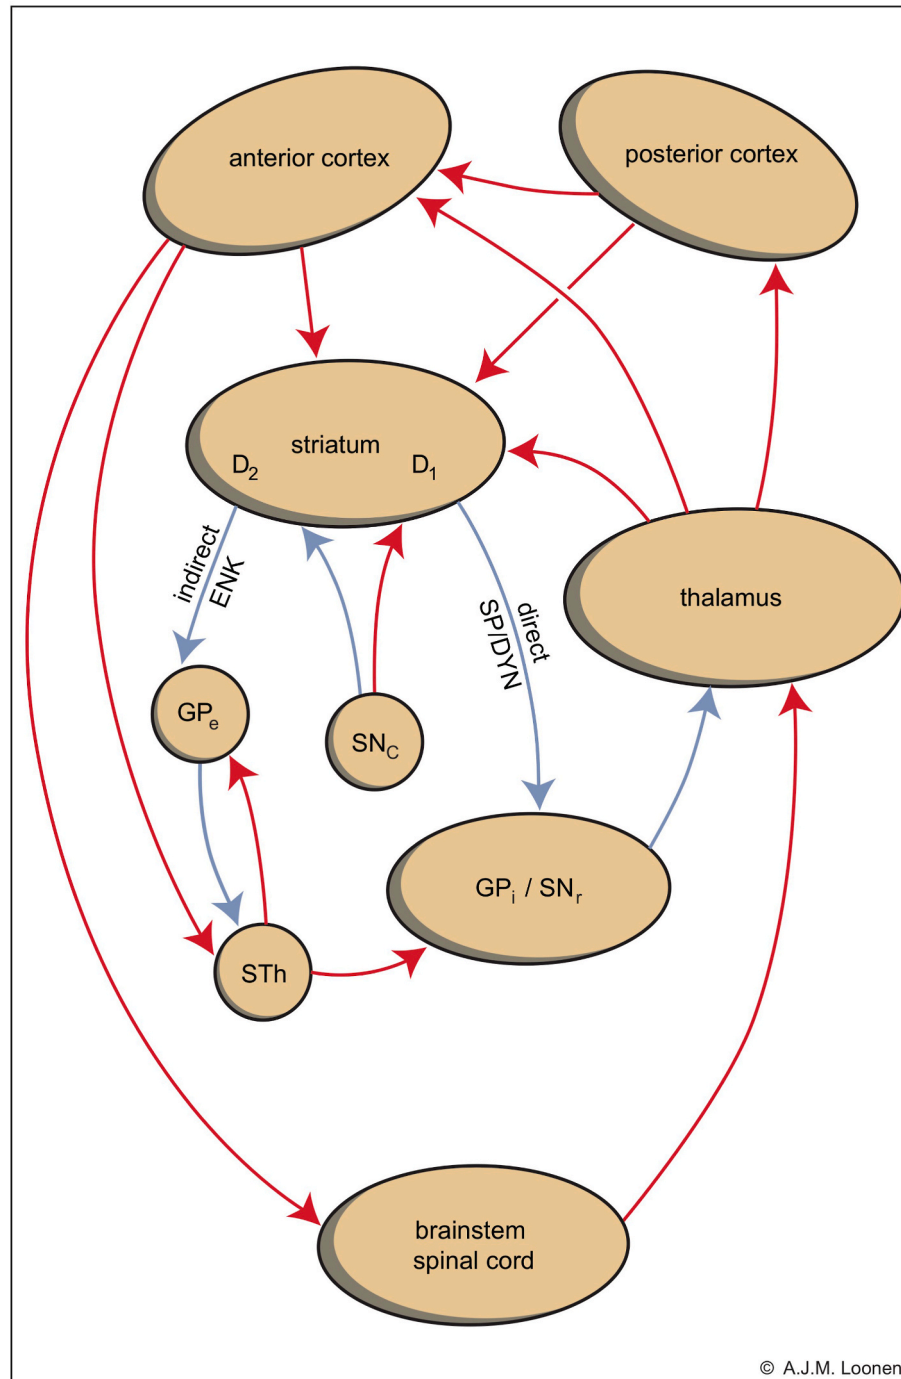 anterior cortex
posterior cortex
striatum
D2
D1
indirect
ENK
direct
SP/DYN
thalamus
GPe
SNC
GPi / SNr
STh
brainstem
spinal cord
© A.J.M. Loonen